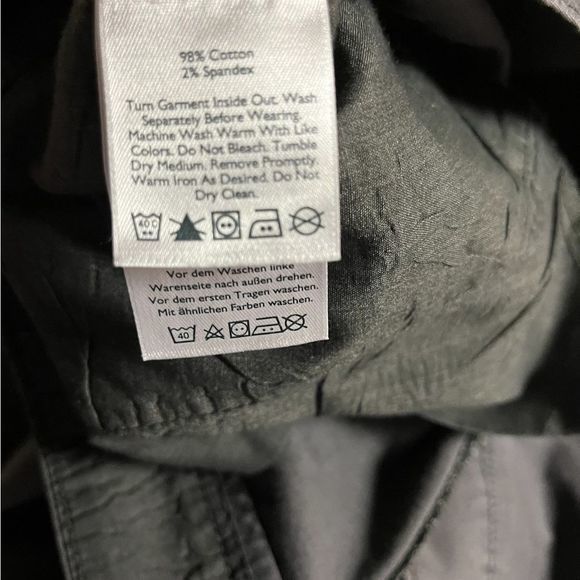 98% Cotton
2% Spandex
Turn Garment Inside Out. Wash
Separately Before Wearing.
Machine Wash Warm With Like
Colors. Do Not Bleach. Tumble
Dry Medium. Remove Promptly.
Warm Iron As Desired. Do Not
Dry Clean.
40 C
Vor dem Waschen linke
Warenseite nach außen drehen.
Vor dem ersten Tragen waschen.
Mit ähnlichen Farben waschen.
40